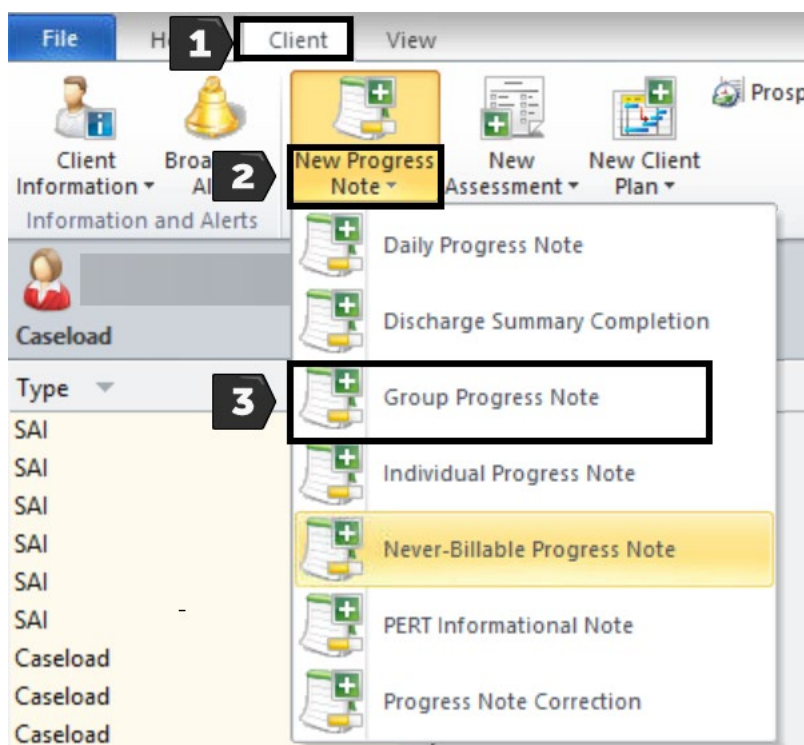 File
1
Client
View
Client
Information
2
New Progress
Note
New
Assessment
New Client
Plan
Prosp
Information and Alerts
Caseload
Type
3
SAI
SAI
SAI
SAI
SAI
SAI
Caseload
Caseload
Caseload
Daily Progress Note
Discharge Summary Completion
Group Progress Note
Individual Progress Note
Never-Billable Progress Note
PERT Informational Note
Progress Note Correction